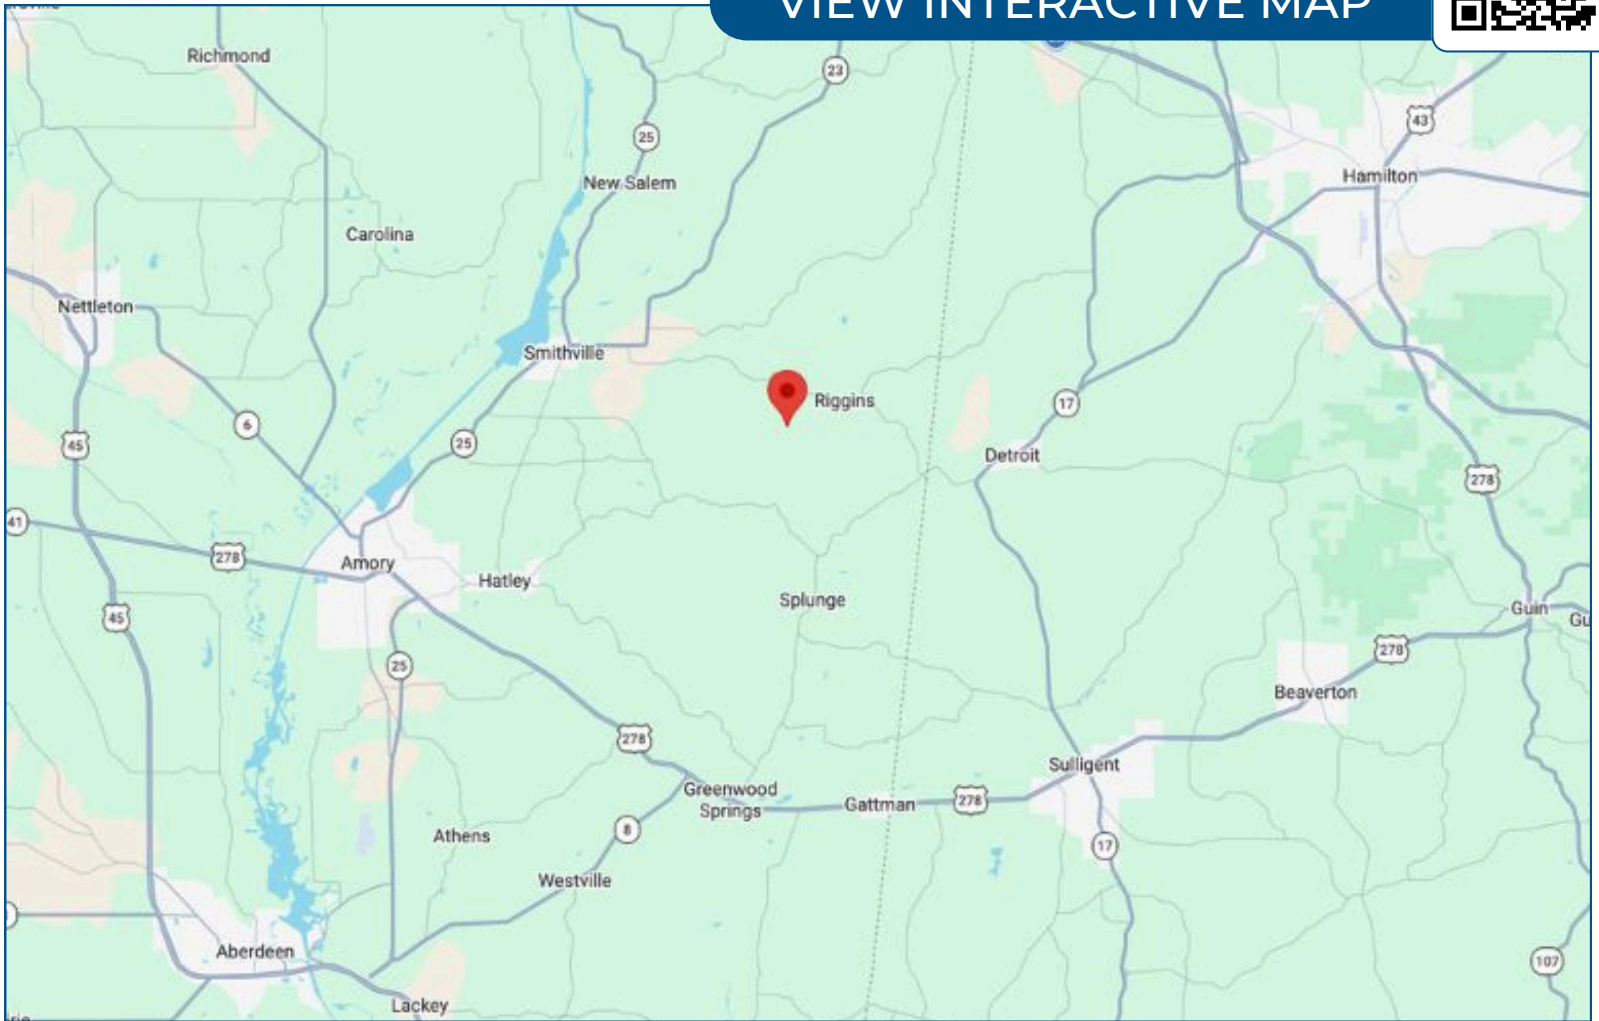 VIEW INTERACTIVE MAP
Richmond
23
25
43
New Salem
Hamilton
Carolina
Nettleton
Smithville
Riggins
17
6
45
25
Detroit
278
41
278
Amory
Hatley
Splunge
Guin
Gu
45
278
25
Beaverton
278
Sulligent
Greenwood
Springs
Gattman
278
8
Athens
17
Westville
Aberdeen
107
Lackey